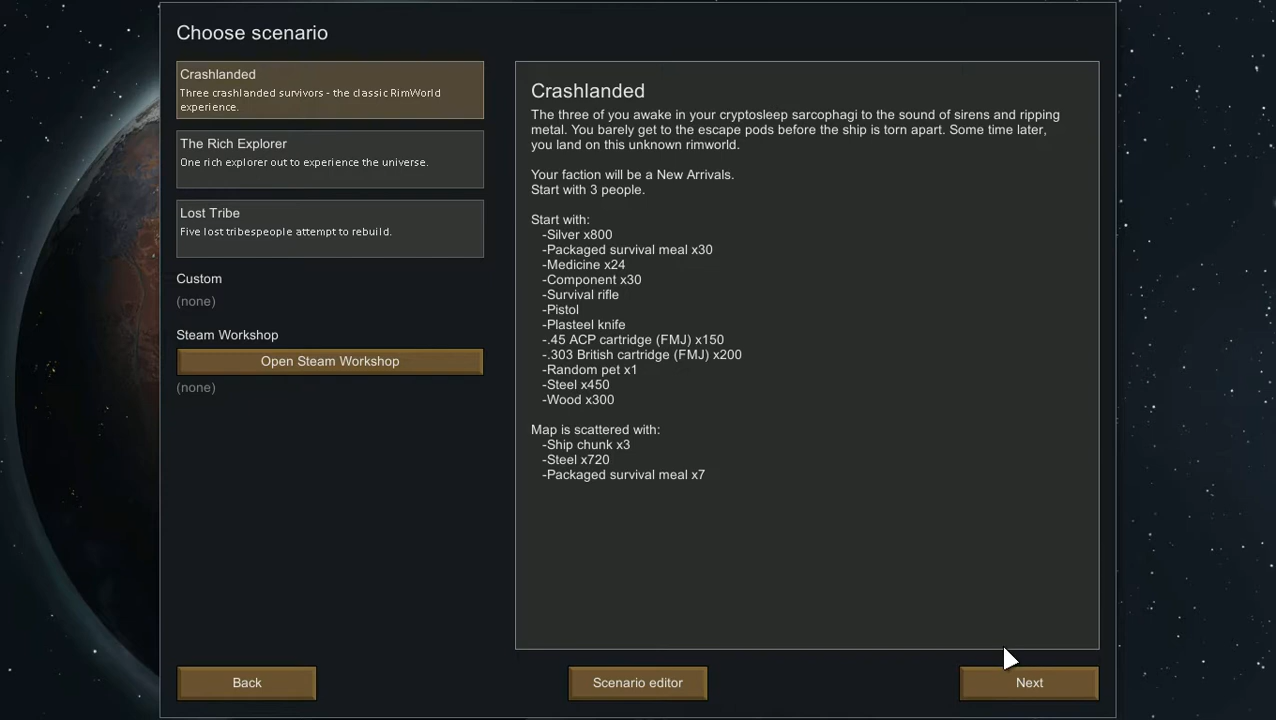 Choose scenario
Crashlanded
Three crashlanded survivors - the classic RimWorld
experience.
The Rich Explorer
One rich explorer out to experience the universe.
Lost Tribe
Five lost tribespeople attempt to rebuild.
Custom
(none)
Steam Workshop
Open Steam Workshop
(none)
Crashlanded
The three of you awake in your cryptosleep sarcophagi to the sound of sirens and ripping
metal. You barely get to the escape pods before the ship is torn apart. Some time later,
you land on this unknown rimworld.
Your faction will be a New Arrivals.
Start with 3 people.
Start with:
-Silver x800
-Packaged survival meal x30
-Medicine x24
-Component x30
-Survival rifle
-Pistol
-Plasteel knife
-.45 ACP cartridge (FMJ) x150
-.303 British cartridge (FMJ) x200
-Random pet x1
-Steel x450
-Wood x300
Map is scattered with:
-Ship chunk x3
-Steel x720
-Packaged survival meal x7
Back
Scenario editor
Next